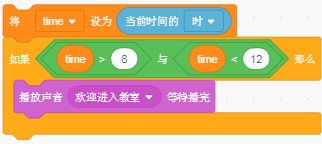 将 time 设为 当前时间的 时
如果 time > 8 与 time < 12 那么
播放声音 欢迎进入教室 等待播完